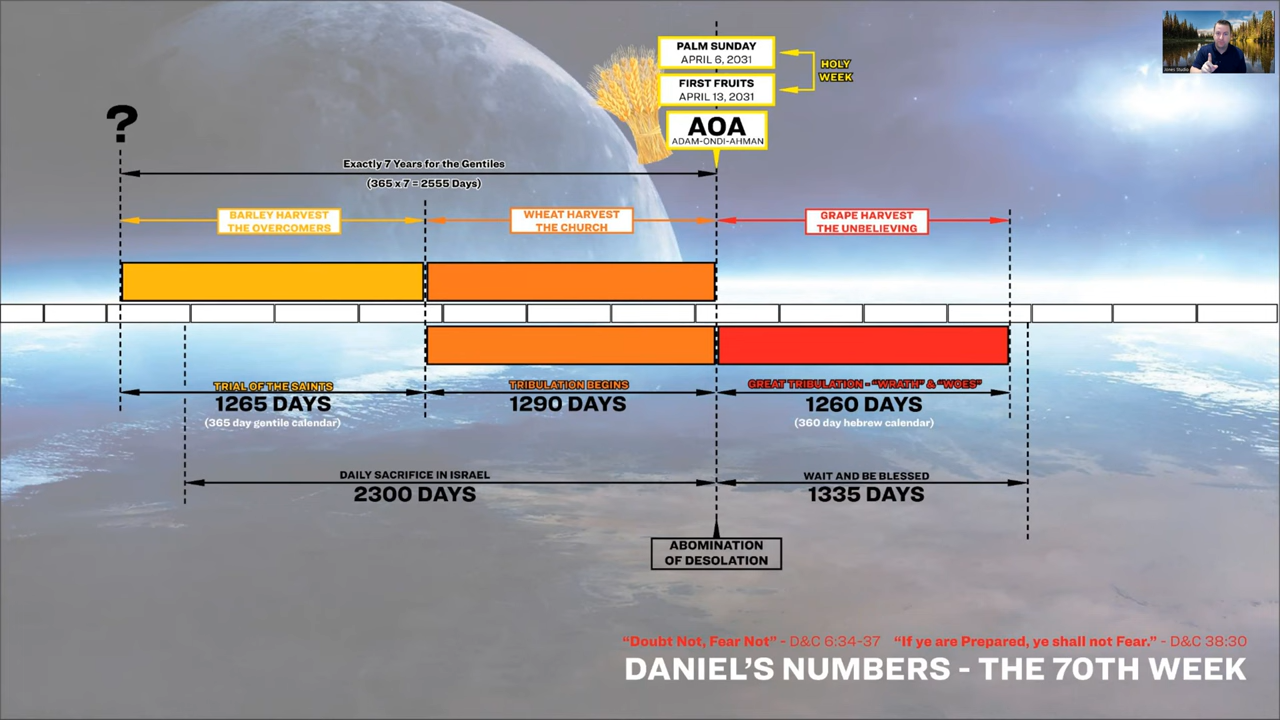 PALM SUNDAY
APRIL 6, 2031
FIRST FRUITS
APRIL 13, 2031
HOLY
WEEK
AOA
ADAM-ONDI-AHMAN
?
Exactly 7 Years for the Gentiles
(365 x 7 = 2555 Days)
BARLEY HARVEST
THE OVERCOMERS
WHEAT HARVEST
THE CHURCH
GRAPE HARVEST
THE UNBELIEVING
TRIAL OF THE SAINTS
1265 DAYS
(365 day gentile calendar)
TRIBULATION BEGINS
1290 DAYS
GREAT TRIBULATION - "WRATH" & "WOES"
1260 DAYS
(360 day hebrew calendar)
DAILY SACRIFICE IN ISRAEL
2300 DAYS
WAIT AND BE BLESSED
1335 DAYS
ABOMINATION
OF DESOLATION
"Doubt Not, Fear Not" - D&C 6:34-37 "If ye are Prepared, ye shall not Fear." - D&C 38:30
DANIEL'S NUMBERS - THE 70TH WEEK